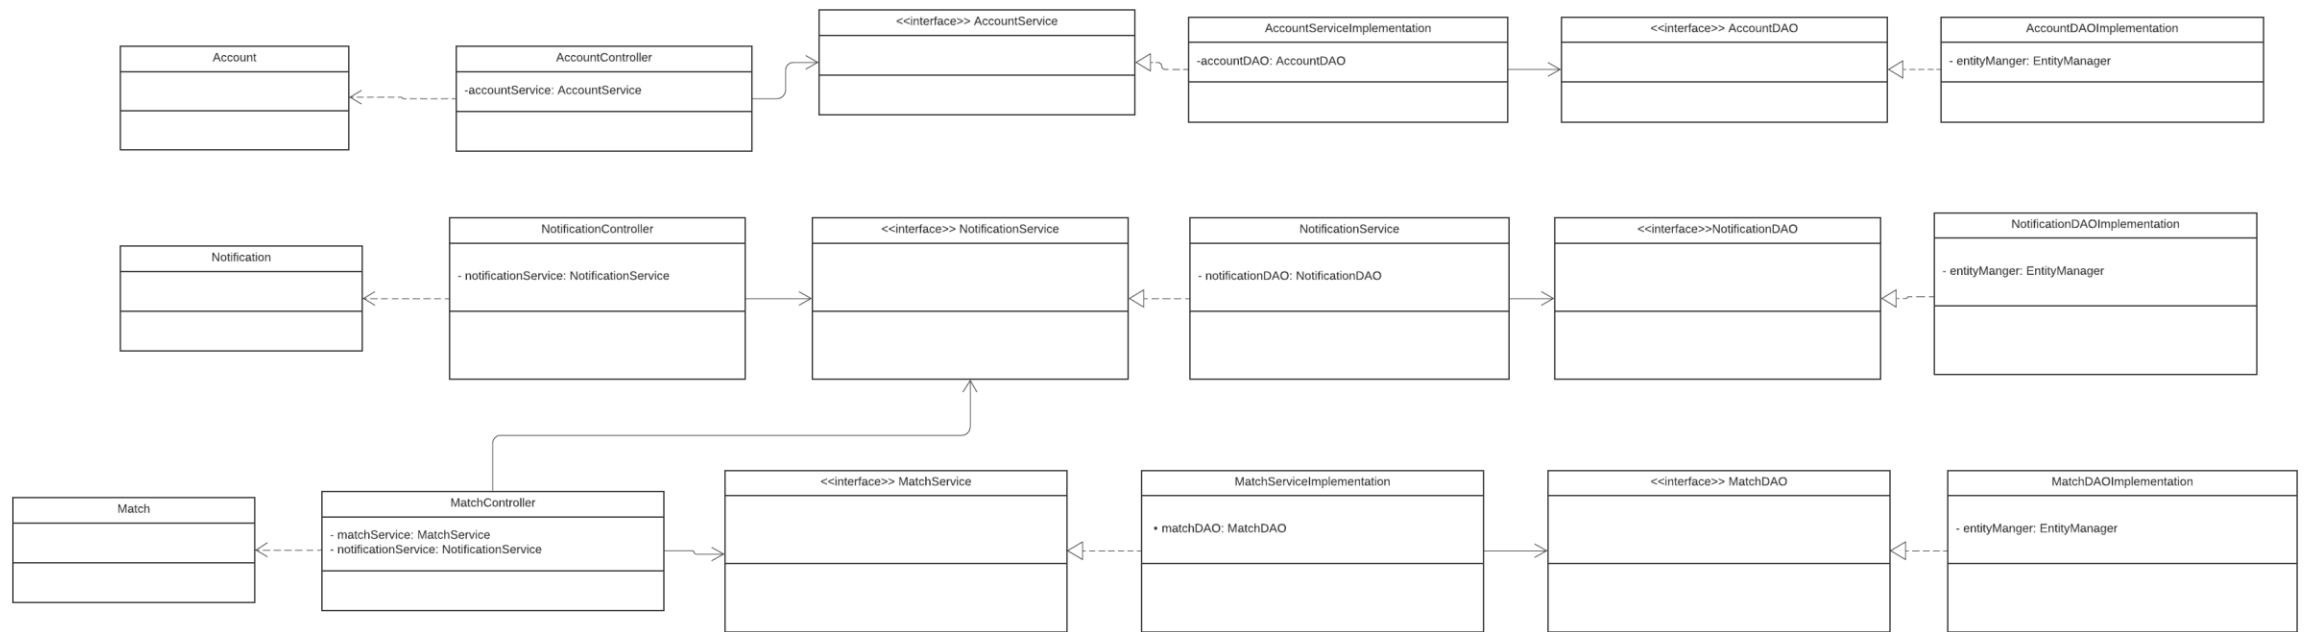 <<interface>> AccountService
AccountServiceImplementation
<<interface>> AccountDAO
AccountDAOImplementation
Account
AccountController
-accountDAO: AccountDAO
- entityManger: EntityManager
-accountService: AccountService
NotificationController
<<interface>> NotificationService
NotificationService
<<interface>>NotificationDAO
NotificationDAOImplementation
Notification
- notificationService: NotificationService
- notificationDAO: NotificationDAO
- entityManger: EntityManager
<<interface>> MatchService
MatchServiceImplementation
<<interface>> MatchDAO
MatchDAOImplementation
Match
MatchController
- matchService: MatchService
- notificationService: NotificationService
• matchDAO: MatchDAO
- entityManger: EntityManager